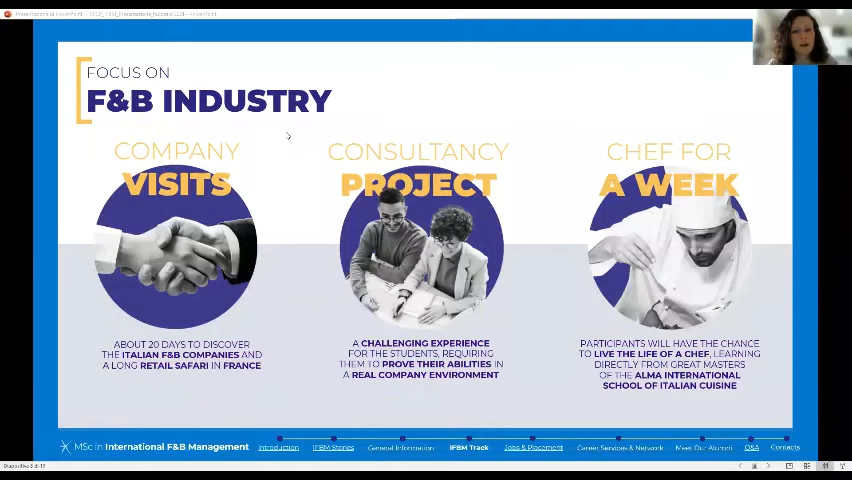 FOCUS ON
F&B INDUSTRY
COMPANY
VISITS
ABOUT 20 DAYS TO DISCOVER
THE ITALIAN F&B COMPANIES AND
A LONG RETAIL SAFARI IN FRANCE
CONSULTANCY
PROJECT
A CHALLENGING EXPERIENCE
FOR THE STUDENTS, REQUIRING
THEM TO PROVE THEIR ABILITIES IN
A REAL COMPANY ENVIRONMENT
CHEF FOR
A WEEK
PARTICIPANTS WILL HAVE THE CHANCE
TO LIVE THE LIFE OF A CHEF, LEARNING
DIRECTLY FROM GREAT MASTERS
OF THE ALMA INTERNATIONAL
SCHOOL OF ITALIAN CUISINE
MSc in International F&B Management
Introduction IFBM Stories General Information IFBM Track Jobs & Placement Career Services & Network Meet Our Alumni Q&A Contacts
Diapositiva 8 di 19